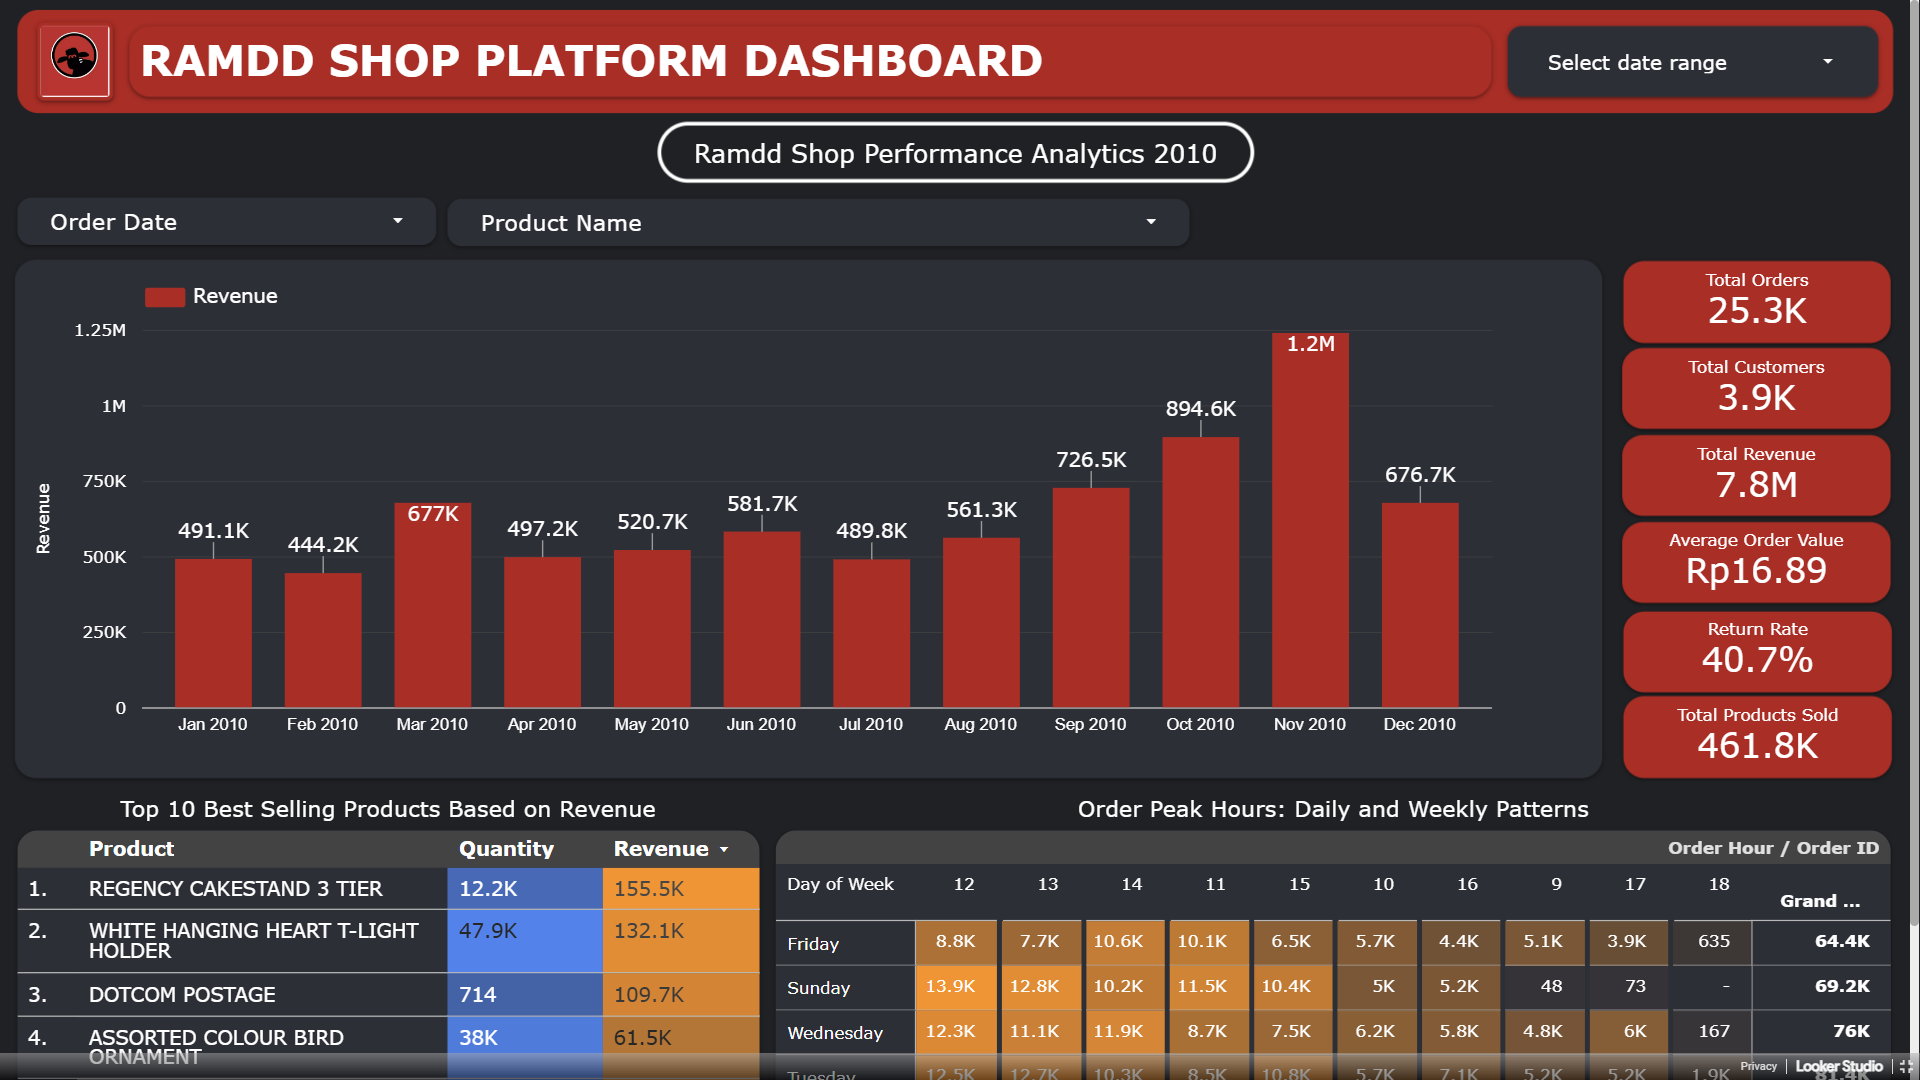 RAMDD SHOP PLATFORM DASHBOARD
Select date range
Ramdd Shop Performance Analytics 2010
Order Date
Product Name
Revenue
1.25M
1M
750K
500K
250K
0
Revenue
491.1K
444.2K
677K
497.2K
520.7K
581.7K
489.8K
561.3K
726.5K
894.6K
1.2M
676.7K
Jan 2010
Feb 2010
Mar 2010
Apr 2010
May 2010
Jun 2010
Jul 2010
Aug 2010
Sep 2010
Oct 2010
Nov 2010
Dec 2010
Total Orders
25.3K
Total Customers
3.9K
Total Revenue
7.8M
Average Order Value
Rp16.89
Return Rate
40.7%
Total Products Sold
461.8K
Top 10 Best Selling Products Based on Revenue
Product Quantity Revenue
1. REGENCY CAKESTAND 3 TIER 12.2K 155.5K
2. WHITE HANGING HEART T-LIGHT 47.9K 132.1K
HOLDER
3. DOTCOM POSTAGE 714 109.7K
4. ASSORTED COLOUR BIRD 38K 61.5K
ORNAMENT
Order Peak Hours: Daily and Weekly Patterns
Order Hour / Order ID
Day of Week 12 13 14 11 15 10 16 9 17 18 Grand ...
Friday 8.8K 7.7K 10.6K 10.1K 6.5K 5.7K 4.4K 5.1K 3.9K 635 64.4K
Sunday 13.9K 12.8K 10.2K 11.5K 10.4K 5K 5.2K 48 73 - 69.2K
Wednesday 12.3K 11.1K 11.9K 8.7K 7.5K 6.2K 5.8K 4.8K 6K 167 76K
Tuesday 12.5K 12.7K 10.3K 8.5K 10.8K 5.7K 7.1K 5.2K 5.2K 1.9K 81.4K
Privacy
Looker Studio